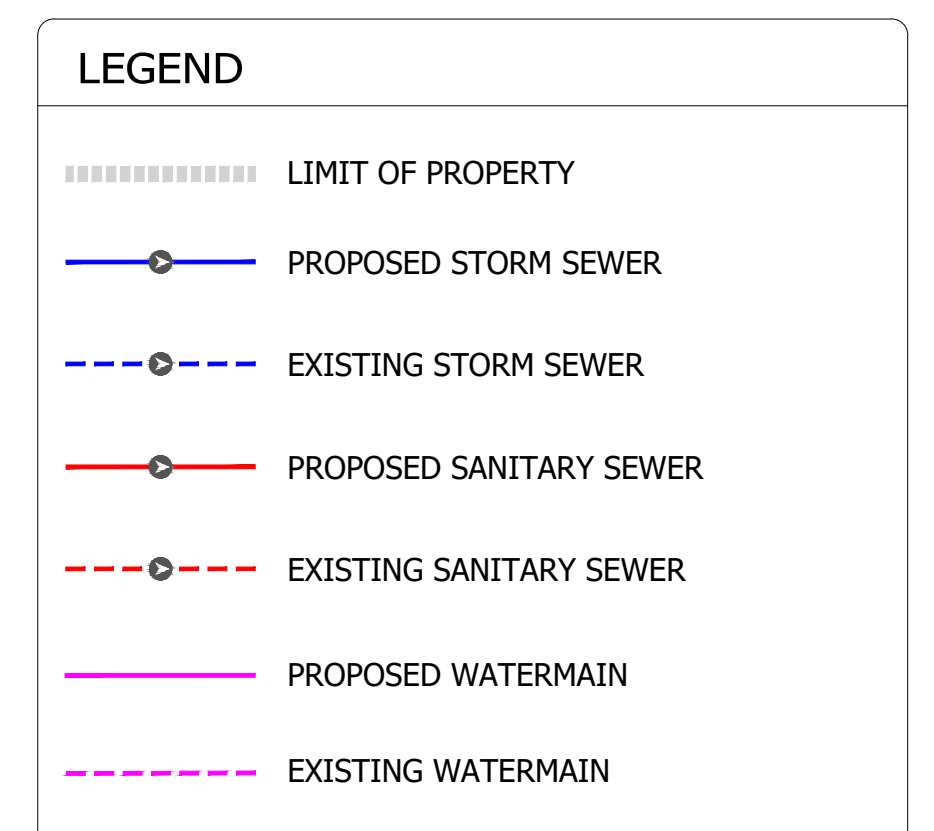 LEGEND
LIMIT OF PROPERTY
PROPOSED STORM SEWER
EXISTING STORM SEWER
PROPOSED SANITARY SEWER
EXISTING SANITARY SEWER
PROPOSED WATERMAIN
EXISTING WATERMAIN